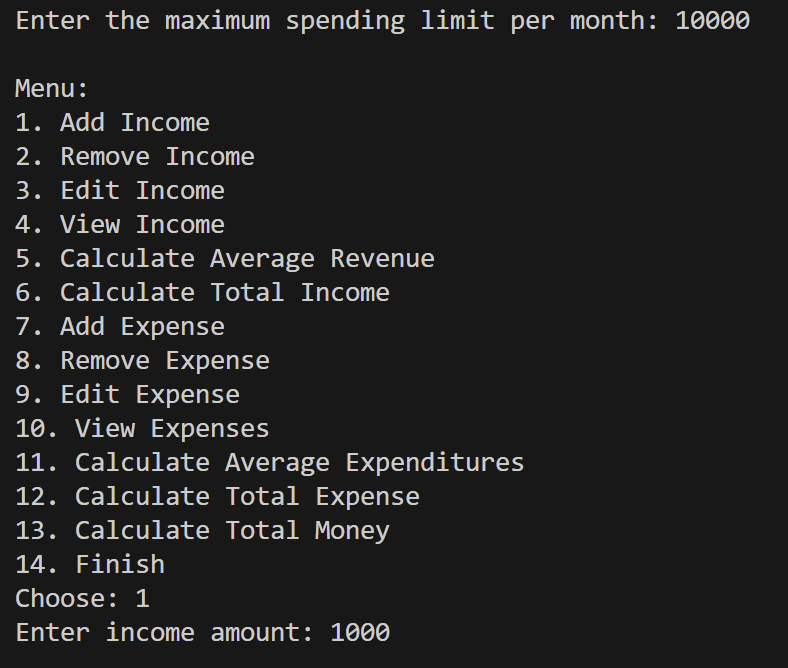 Enter the maximum spending limit per month: 10000
Menu:
1. Add Income
2. Remove Income
3. Edit Income
4. View Income
5. Calculate Average Revenue
6. Calculate Total Income
7. Add Expense
8. Remove Expense
9. Edit Expense
10. View Expenses
11. Calculate Average Expenditures
12. Calculate Total Expense
13. Calculate Total Money
14. Finish
Choose: 1
Enter income amount: 1000